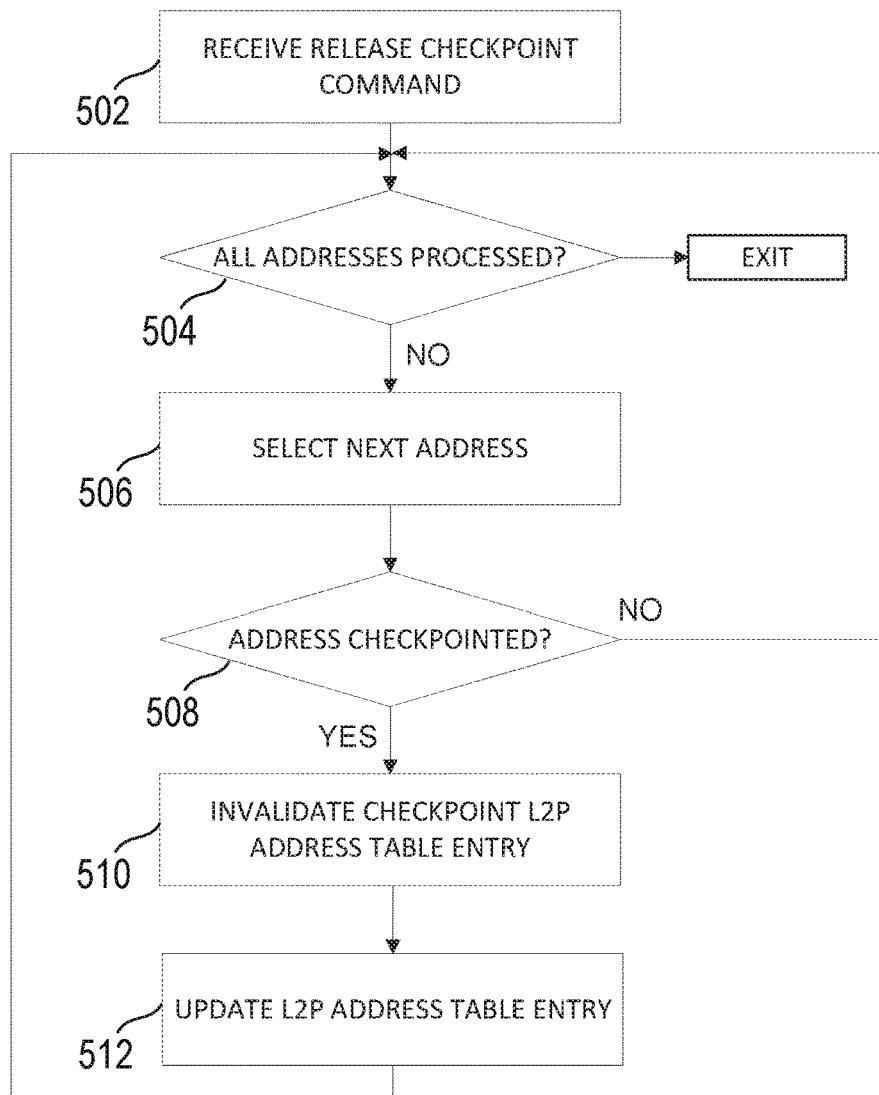 RECEIVE RELEASE CHECKPOINT
COMMAND
502
ALL ADDRESSES PROCESSED?
EXIT
504
NO
SELECT NEXT ADDRESS
506
ADDRESS CHECKPOINTED?
NO
508
YES
INVALIDATE CHECKPOINT L2P
ADDRESS TABLE ENTRY
510
UPDATE L2P ADDRESS TABLE ENTRY
512